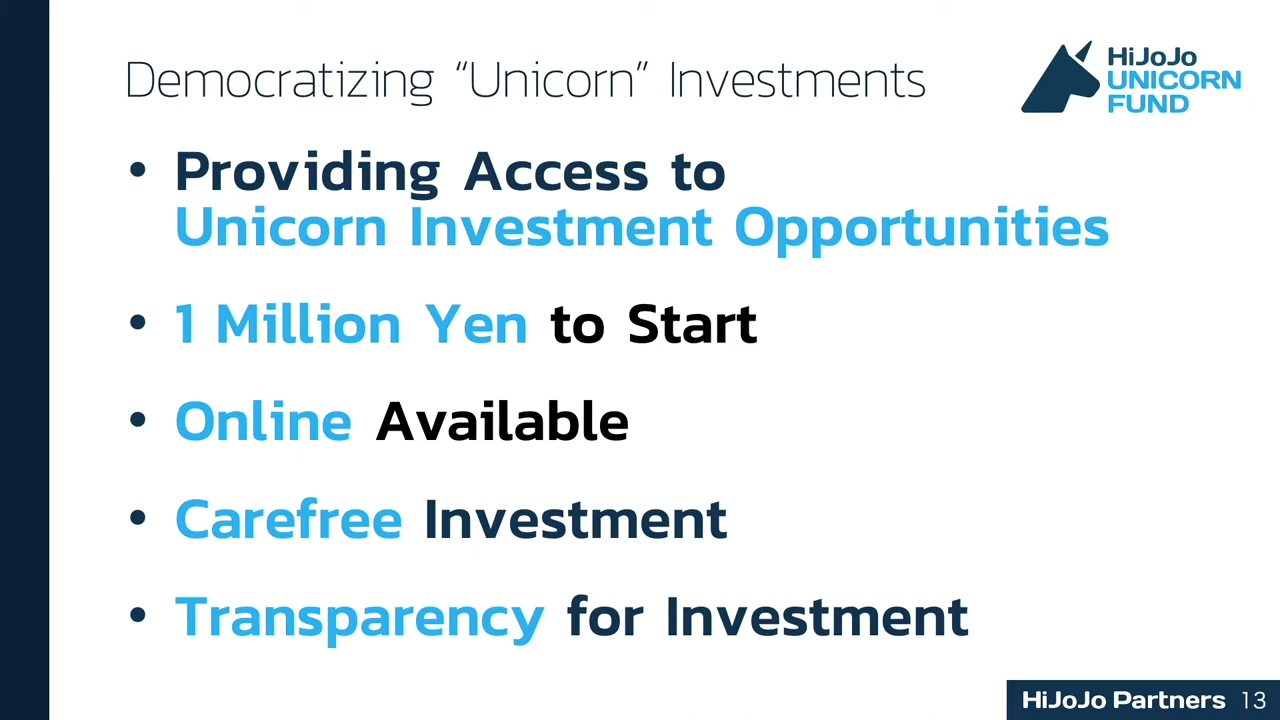 Democratizing “Unicorn” Investments
HiJoJo
UNICORN
FUND
• Providing Access to
Unicorn Investment Opportunities
• 1 Million Yen to Start
• Online Available
• Carefree Investment
• Transparency for Investment
HiJoJo Partners 13